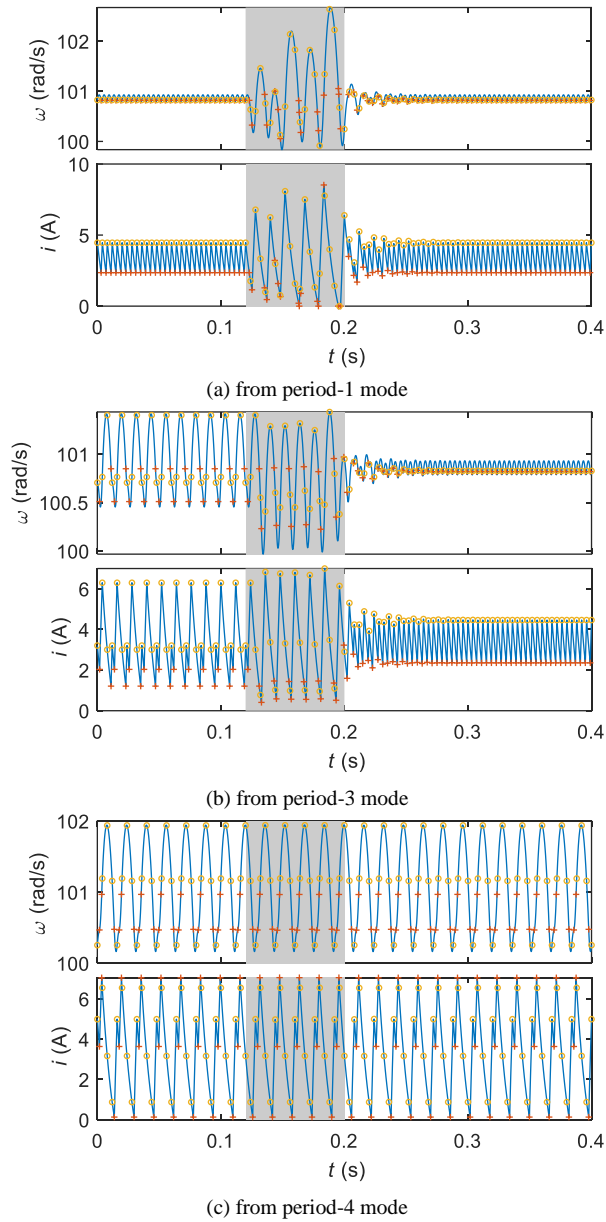 102
101
100
ω (rad/s)
10
5
0
i (A)
0 0.1 0.2 0.3 0.4
t (s)
(a) from period-1 mode
101
100.5
100
ω (rad/s)
6
4
2
0
i (A)
0 0.1 0.2 0.3 0.4
t (s)
(b) from period-3 mode
102
101
100
ω (rad/s)
6
4
2
0
i (A)
0 0.1 0.2 0.3 0.4
t (s)
(c) from period-4 mode